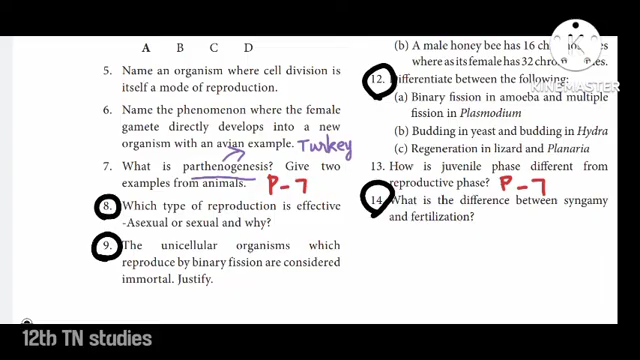 A B C D
5. Name an organism where cell division is
itself a mode of reproduction.
6. Name the phenomenon where the female
gamete directly develops into a new
organism with an avian example. Turkey
7. What is parthenogenesis? Give two
examples from animals. P-7
8. Which type of reproduction is effective
-Asexual or sexual and why?
9. The unicellular organisms which
reproduce by binary fission are considered
immortal. Justify.
(b) A male honey bee has 16
where as its female has 32
12. Differentiate between the following:
(a) Binary fission in amoeba and multiple
fission in Plasmodium
(b) Budding in yeast and budding in Hydra
(c) Regeneration in lizard and Planaria
13. How is juvenile phase different from
reproductive phase? P-7
14. What is the difference between syngamy
and fertilization?
KINEMASTER
12th TN studies